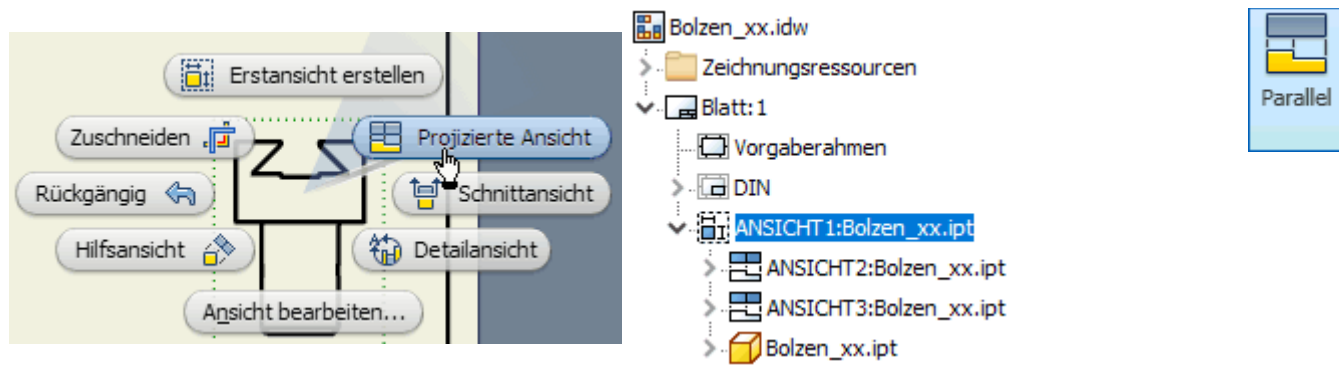 Erstansicht erstellen
Zuschneiden
Projizierte Ansicht
Rückgängig
Schnittansicht
Hilfsansicht
Detailansicht
Ansicht bearbeiten...
Bolzen_xx.idw
Zeichnungsressourcen
Blatt:1
Vorgaberahmen
DIN
ANSICHT1:Bolzen_xx.ipt
ANSICHT2:Bolzen_xx.ipt
ANSICHT3:Bolzen_xx.ipt
Bolzen_xx.ipt
Parallel